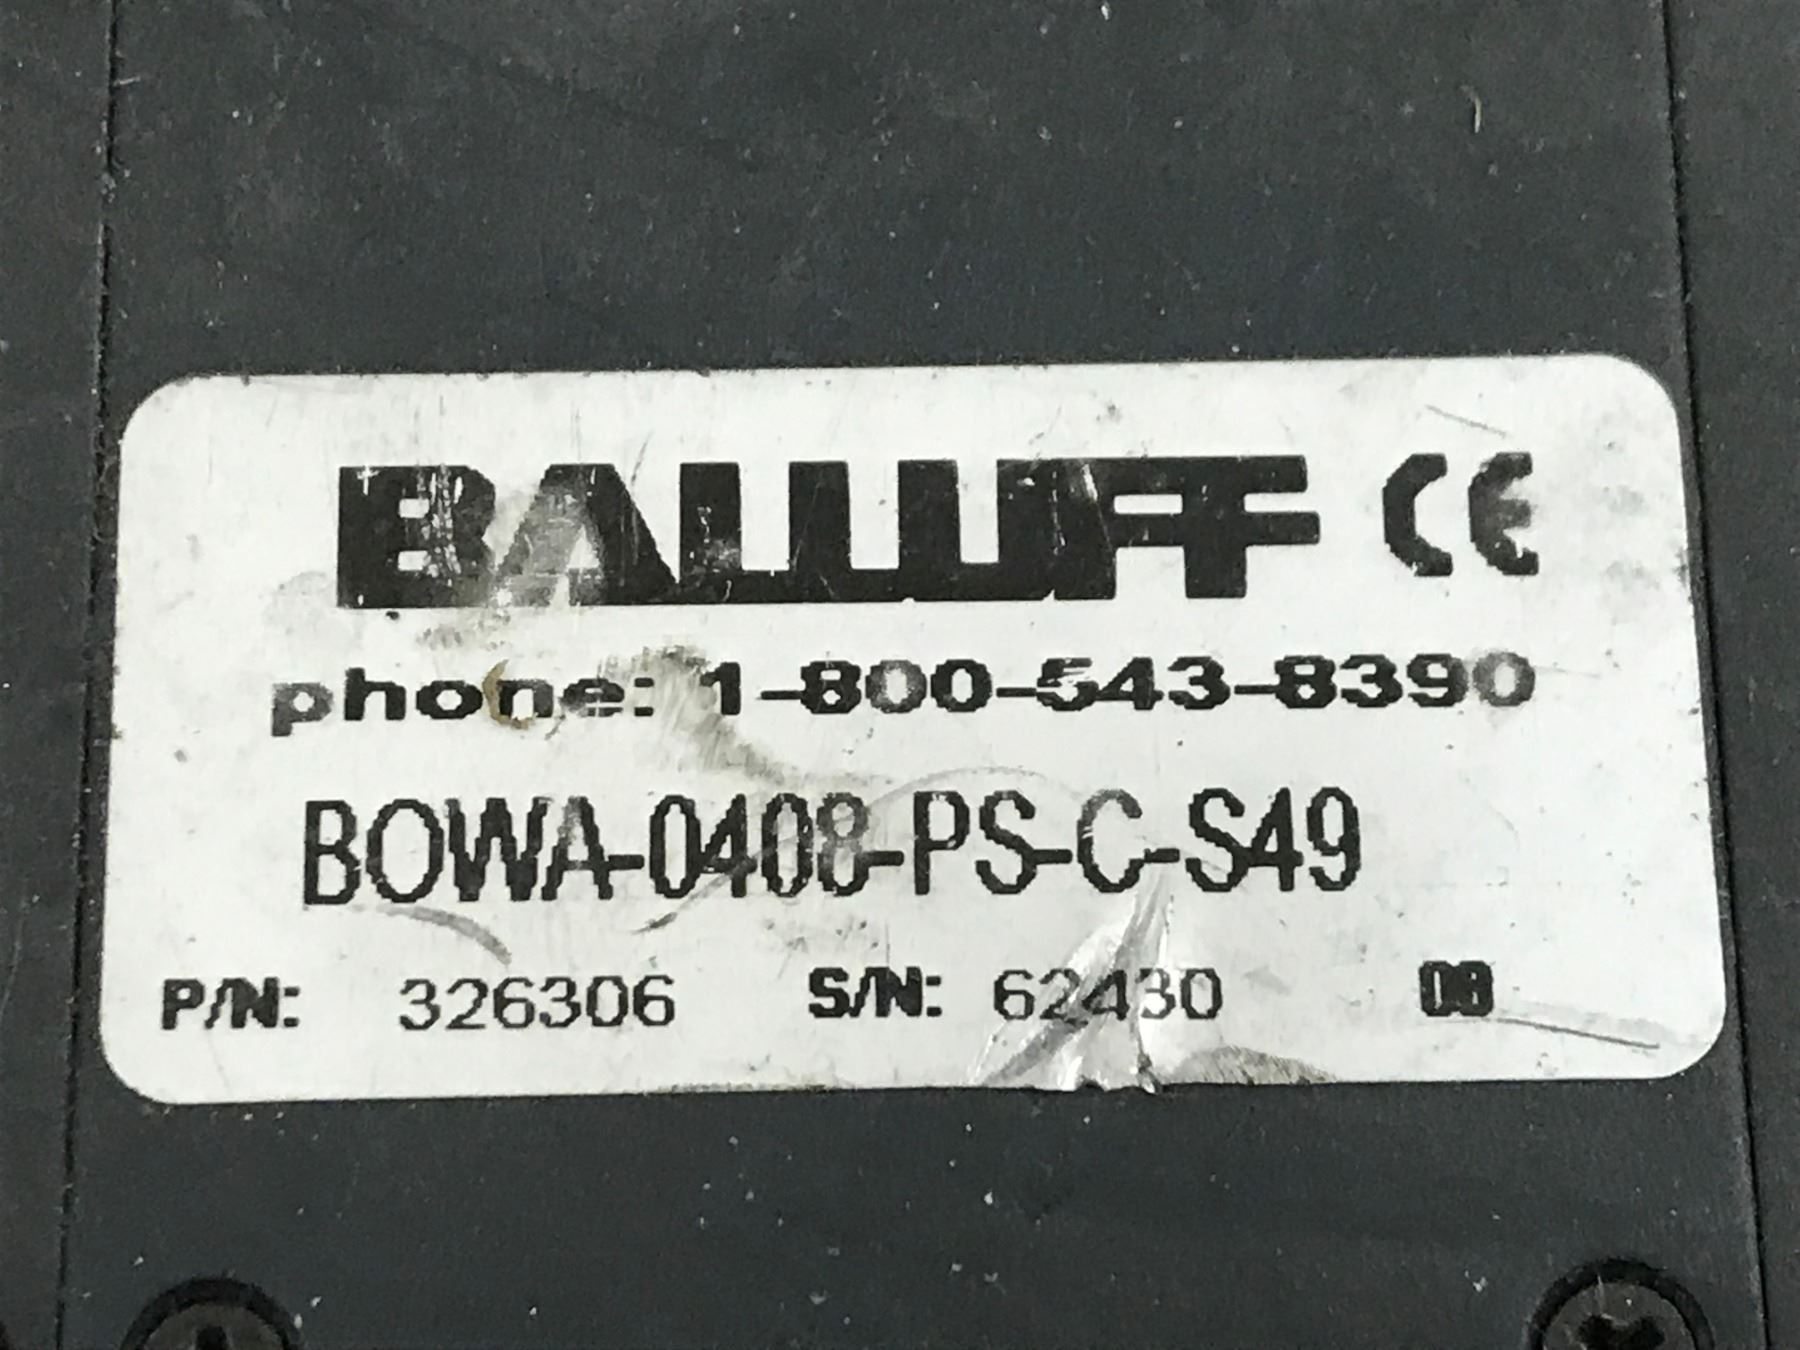 BALLUFF CE
phone: 1-800-543-8390
BOWA-0408-PS-C-S49
P/N: 326306 S/N: 62430 08